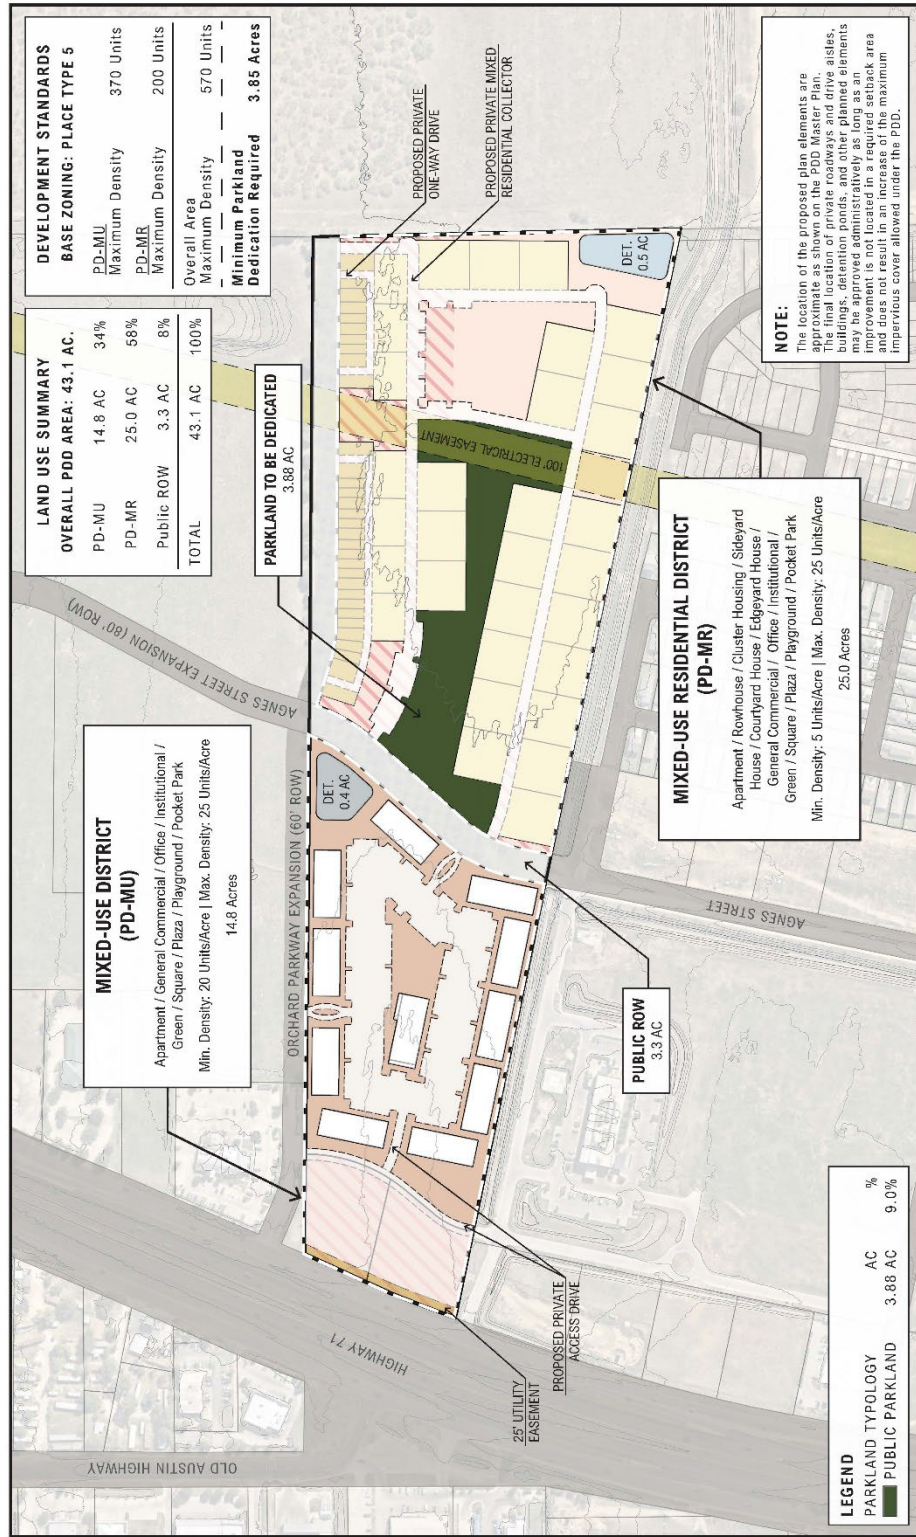 MIXED-USE DISTRICT
(PD-MU)
Apartment / General Commercial / Office / Institutional /
Green / Square / Plaza / Playground / Pocket Park
Min. Density: 20 Units/Acre | Max. Density: 25 Units/Acre
14.8 Acres
LAND USE SUMMARY
OVERALL PDD AREA: 43.1 AC.
PD-MU 14.8 AC 34%
PD-MR 25.0 AC 58%
Public ROW 3.3 AC 8%
TOTAL 43.1 AC 100%
DEVELOPMENT STANDARDS
BASE ZONING: PLACE TYPE 5
PD-MU
Maximum Density 370 Units
PD-MR
Maximum Density 200 Units
Overall Area
Maximum Density 570 Units
Minimum Parkland
Dedication Required 3.85 Acres
PARKLAND TO BE DEDICATED
3.88 AC
AGNES STREET EXPANSION (80' ROW)
ORCHARD PARKWAY EXPANSION (60' ROW)
PROPOSED PRIVATE
ONE-WAY DRIVE
PROPOSED PRIVATE MIXED
RESIDENTIAL COLLECTOR
DET.
0.4 AC
100' ELECTRICAL EASEMENT
DET.
0.5 AC
OLD AUSTIN HIGHWAY
HIGHWAY 71
25' UTILITY
EASEMENT
PROPOSED PRIVATE
ACCESS DRIVE
PUBLIC ROW
3.3 AC
AGNES STREET
MIXED-USE RESIDENTIAL DISTRICT
(PD-MR)
Apartment / Rowhouse / Cluster Housing / Sideyard
House / Courtyard House / Edgeyard House /
General Commercial / Office / Institutional /
Green / Square / Plaza / Playground / Pocket Park
Min. Density: 5 Units/Acre | Max. Density: 25 Units/Acre
25.0 Acres
NOTE:
The location of the proposed plan elements are
approximate as shown on the PDD Master Plan.
The final location of private roadways and drive aisles,
buildings, detention ponds, and other planned elements
may be approved administratively as long as an
improvement is not located in a required setback area
and does not result in an increase of the maximum
impervious cover allowed under the PDD.
LEGEND
PARKLAND TYPOLOGY AC %
PUBLIC PARKLAND 3.88 AC 9.0%